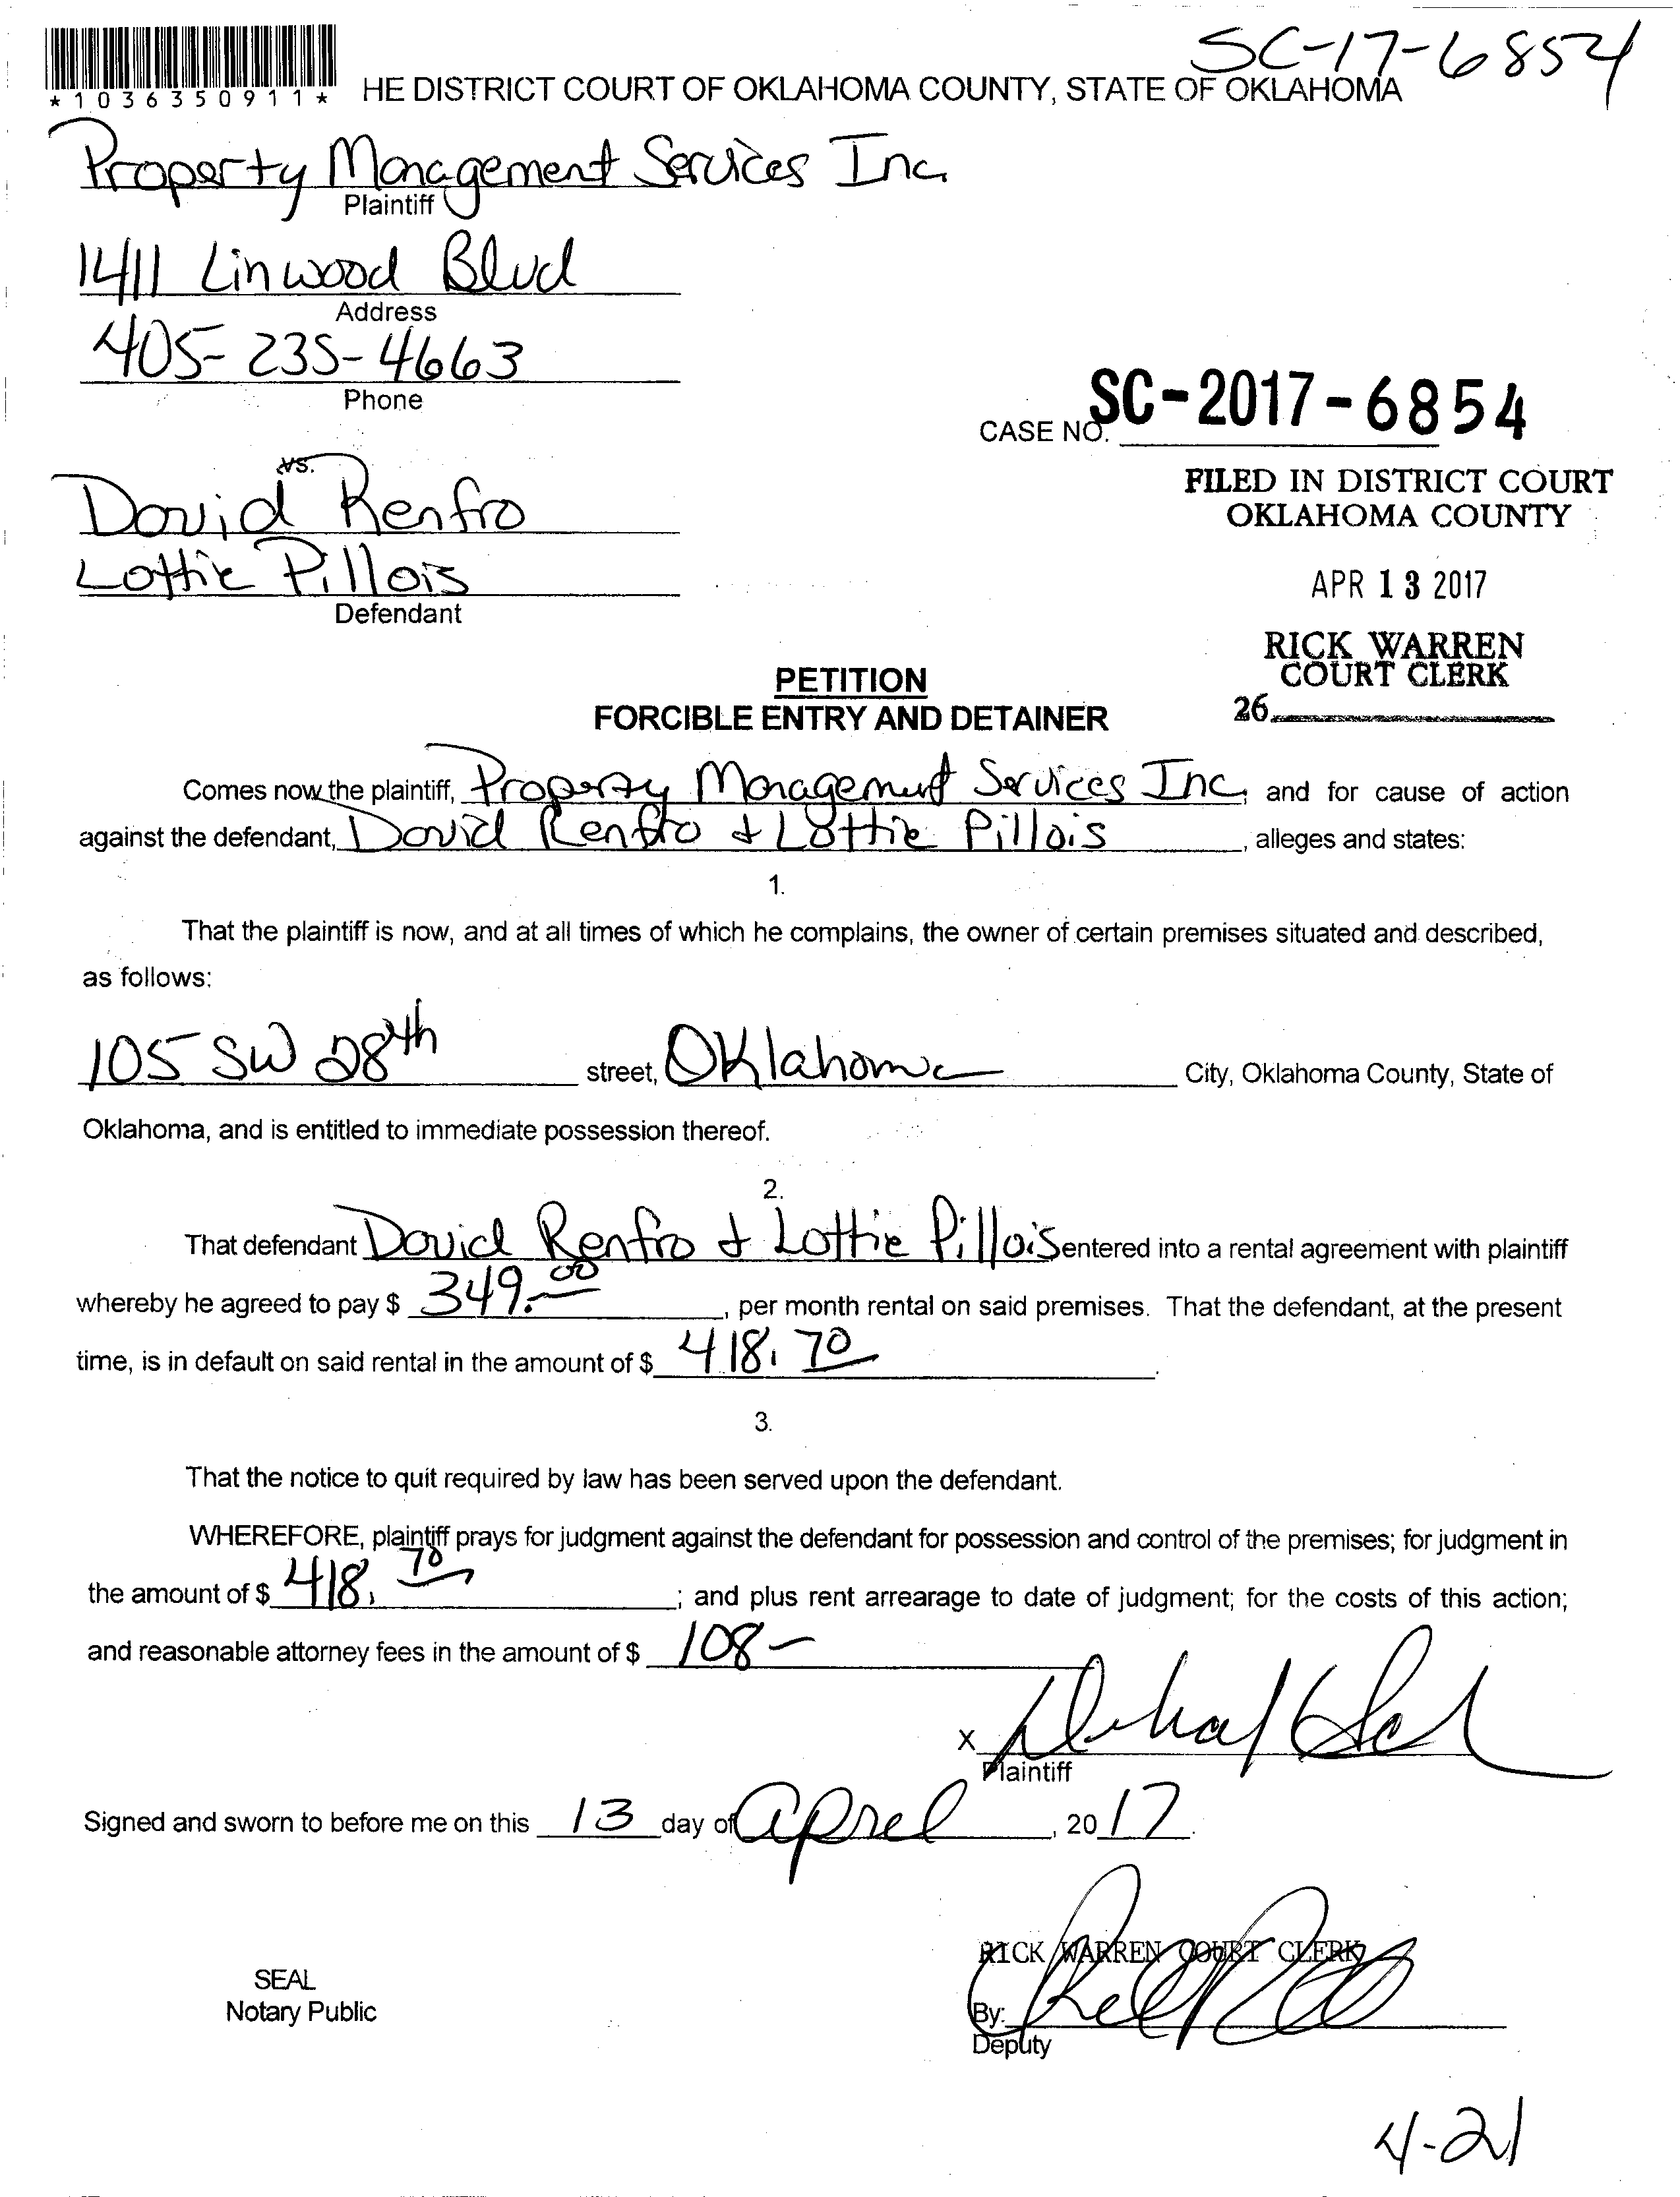 SC-17-6854
*1036350911*
HE DISTRICT COURT OF OKLAHOMA COUNTY, STATE OF OKLAHOMA
Property Management Services Inc.
Plaintiff
1411 Linwood Blvd
Address
405-235-4663
Phone
CASE NO. SC-2017-6854
vs.
FILED IN DISTRICT COURT
OKLAHOMA COUNTY
David Renfro
Lottie Pillois
Defendant
APR 13 2017
RICK WARREN
COURT CLERK
26
PETITION
FORCIBLE ENTRY AND DETAINER
Comes now the plaintiff, Property Management Services Inc, and for cause of action
against the defendant, David Renfro & Lottie Pillois, alleges and states:
1.
That the plaintiff is now, and at all times of which he complains, the owner of certain premises situated and described,
as follows:
105 SW 28th street, Oklahoma City, Oklahoma County, State of
Oklahoma, and is entitled to immediate possession thereof.
2.
That defendant David Renfro & Lottie Pillois entered into a rental agreement with plaintiff
whereby he agreed to pay $ 349.00, per month rental on said premises. That the defendant, at the present
time, is in default on said rental in the amount of $ 418.70.
3.
That the notice to quit required by law has been served upon the defendant.
WHEREFORE, plaintiff prays for judgment against the defendant for possession and control of the premises; for judgment in
the amount of $ 418.70; and plus rent arrearage to date of judgment; for the costs of this action;
and reasonable attorney fees in the amount of $ 108-
X
Plaintiff
Signed and sworn to before me on this 13 day of april, 2017.
RICK WARREN COURT CLERK
SEAL
Notary Public
By:
Deputy
4-21